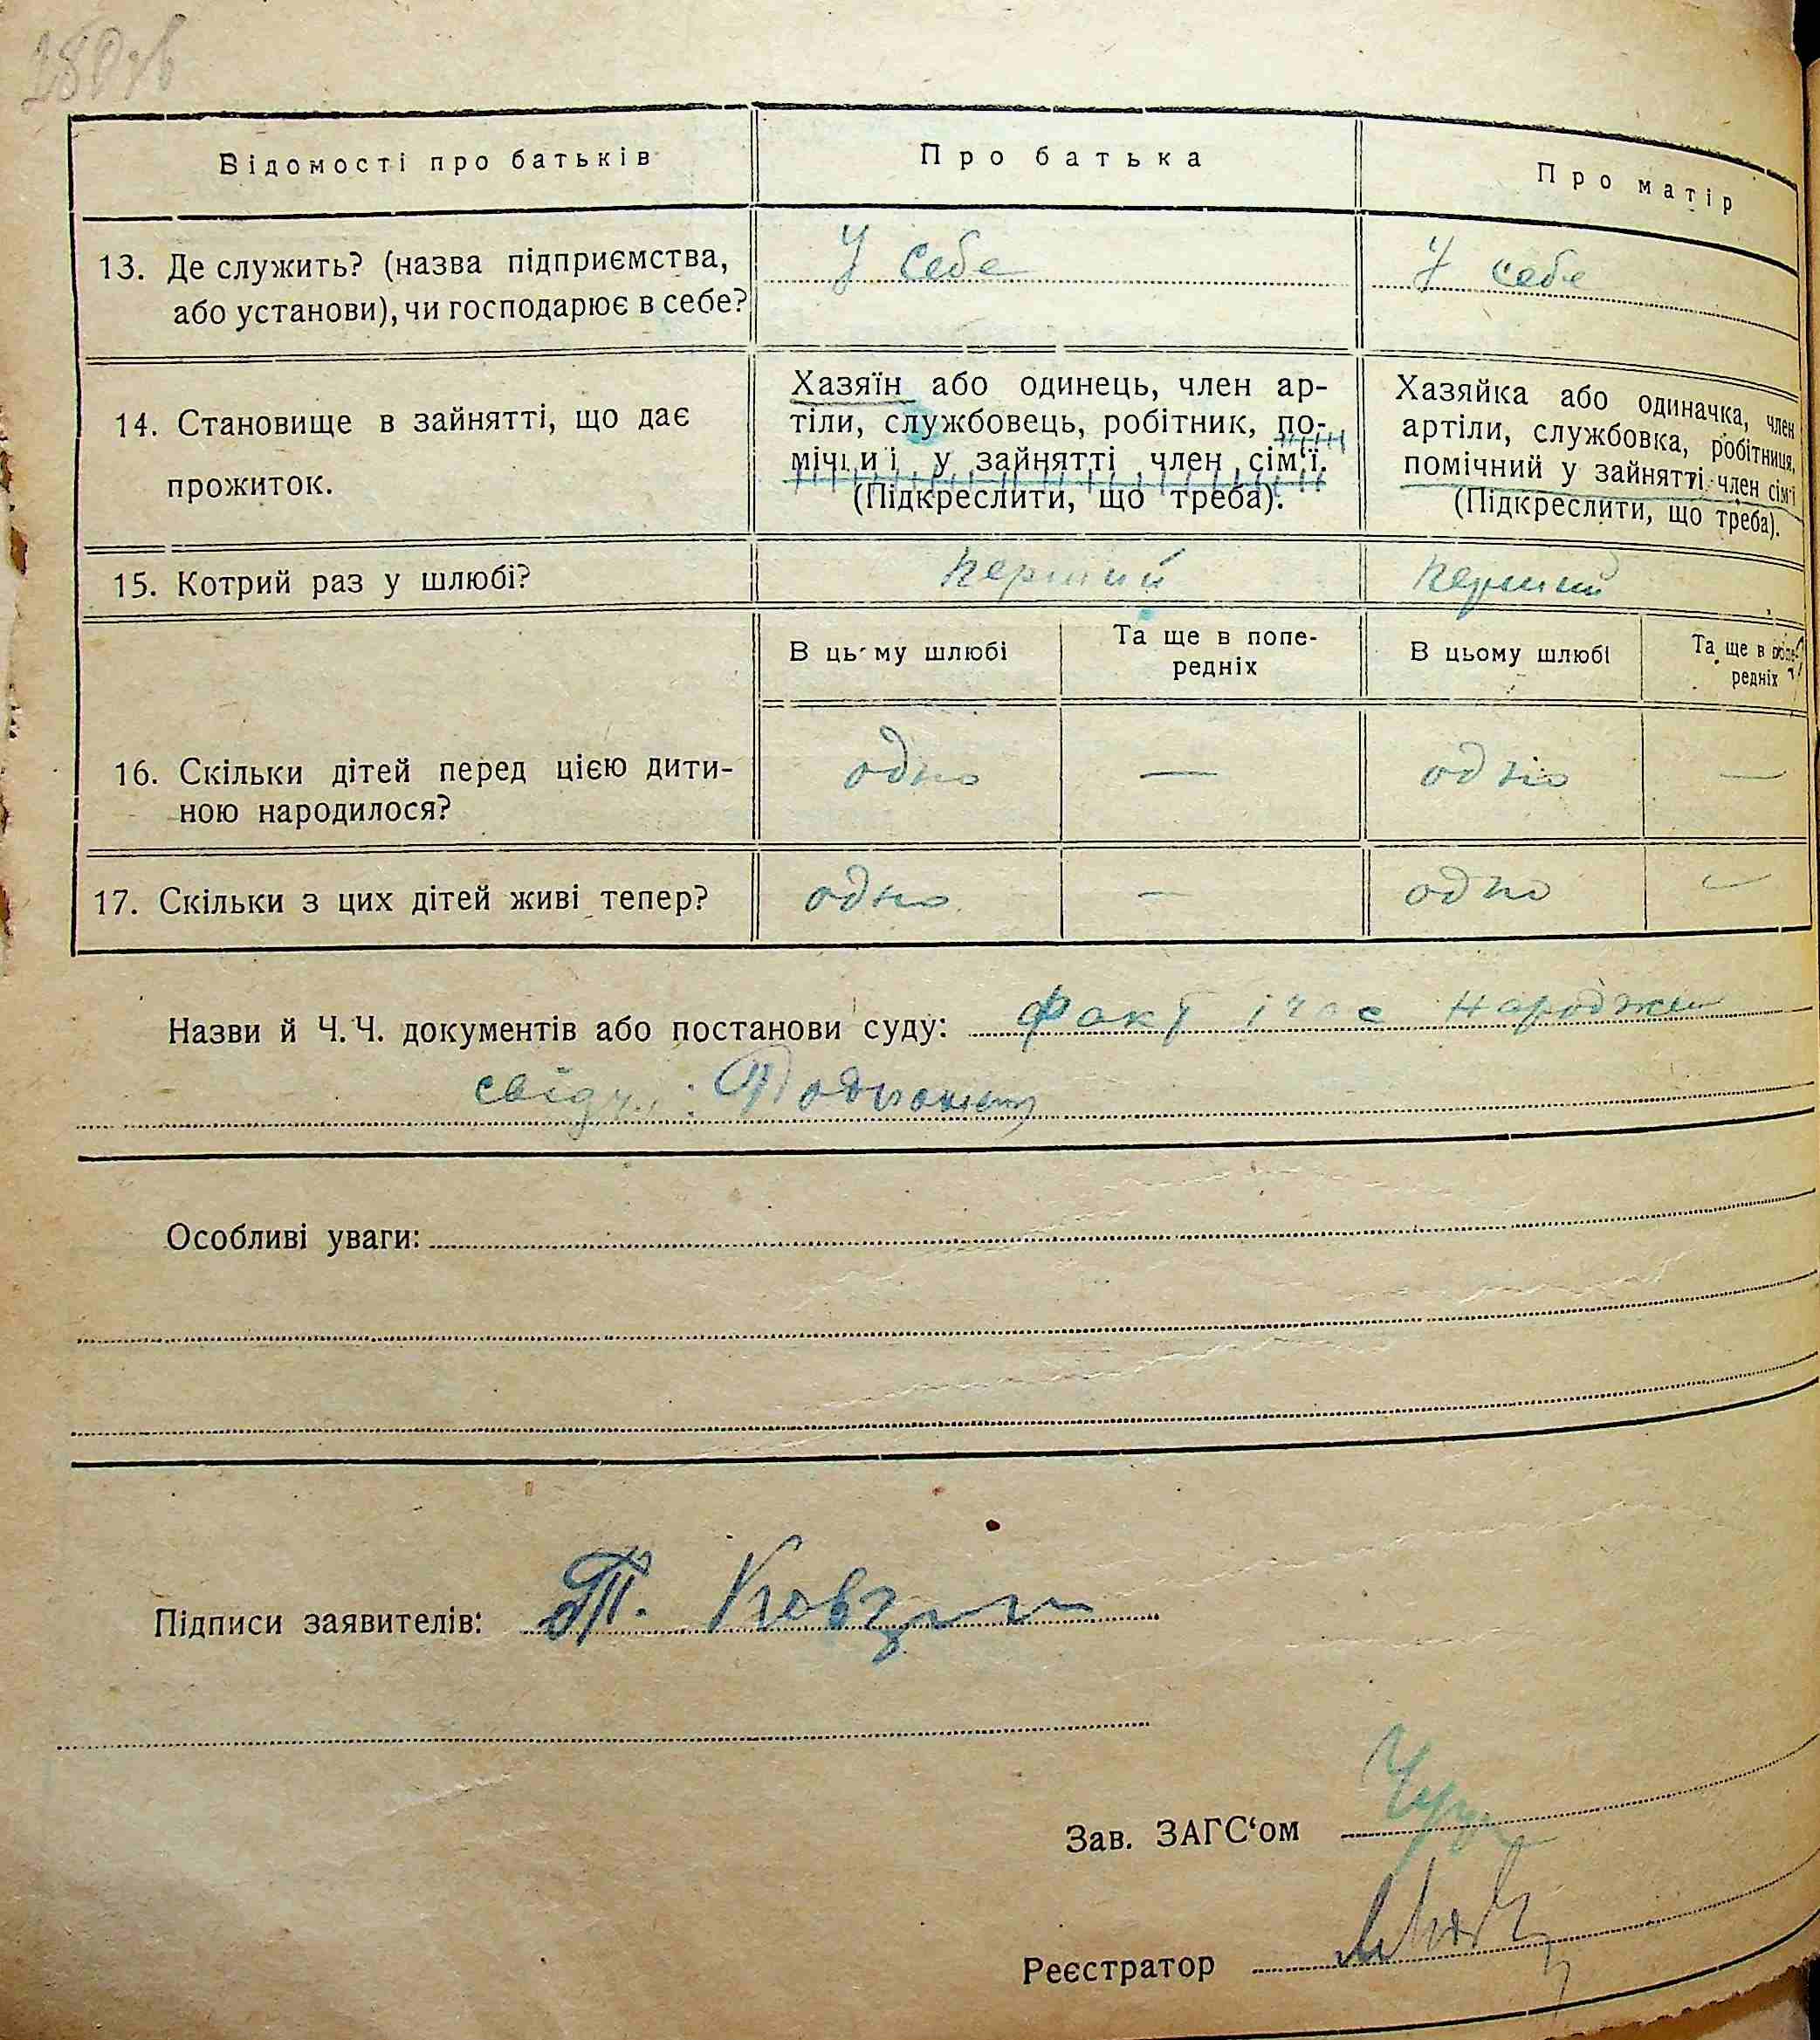 Відомості про батьків
Про батька
Про матір
13. Де служить? (назва підприємства,
або установи), чи господарює в себе?
У себе
У себе
14. Становище в зайнятті, що дає
прожиток.
Хазяїн або одинець, член ар-
тіли, службовець, робітник, по-
мічний у зайнятті член сім'ї.
(Підкреслити, що треба).
Хазяйка або одиначка, член
артіли, службовка, робітниця,
помічний у зайнятті член сім'ї
(Підкреслити, що треба).
15. Котрий раз у шлюбі?
перший
перший
В цьму шлюбі
Та ще в попе-
редніх
В цьому шлюбі
Та ще в попе-
редніх
16. Скільки дітей перед цією дити-
ною народилося?
одно
—
одно
—
17. Скільки з цих дітей живі тепер?
одно
—
одно
—
Назви й Ч.Ч. документів або постанови суду: факт і час народжен
Особливі уваги:
Підписи заявителів: Т.
Зав. ЗАГС‘ом
Реєстратор